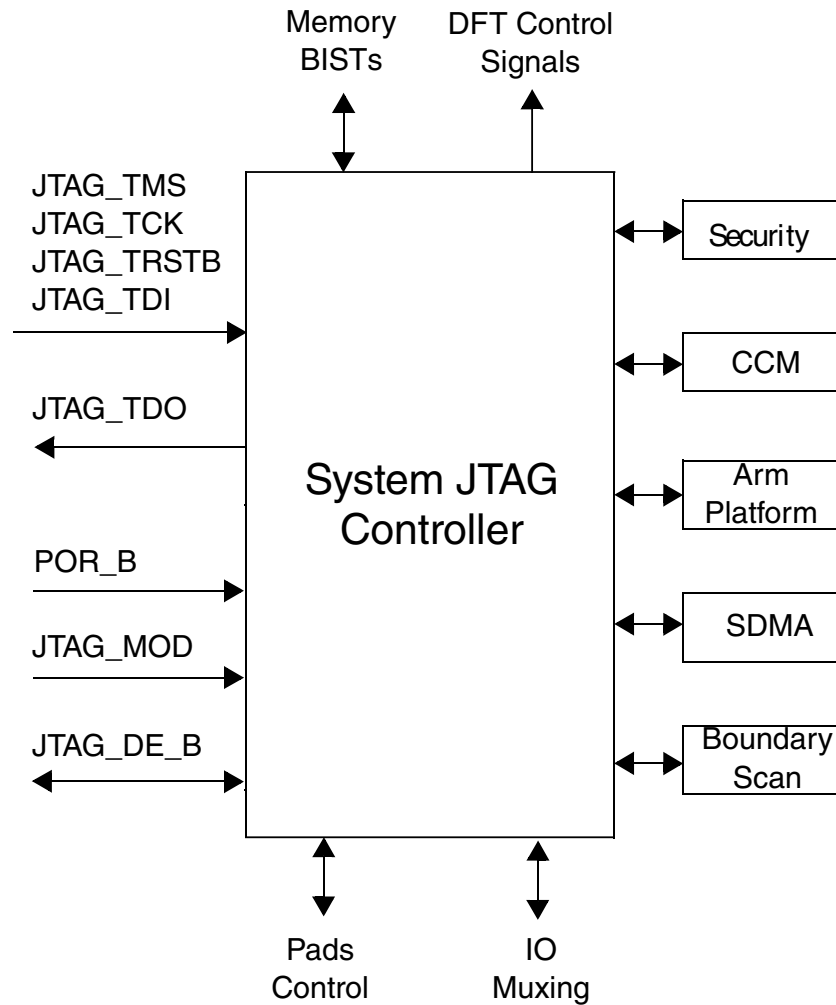 Memory
BISTs
DFT Control
Signals
JTAG_TMS
JTAG_TCK
JTAG_TRSTB
JTAG_TDI
JTAG_TDO
POR_B
JTAG_MOD
JTAG_DE_B
System JTAG
Controller
Security
CCM
Arm
Platform
SDMA
Boundary
Scan
Pads
Control
IO
Muxing